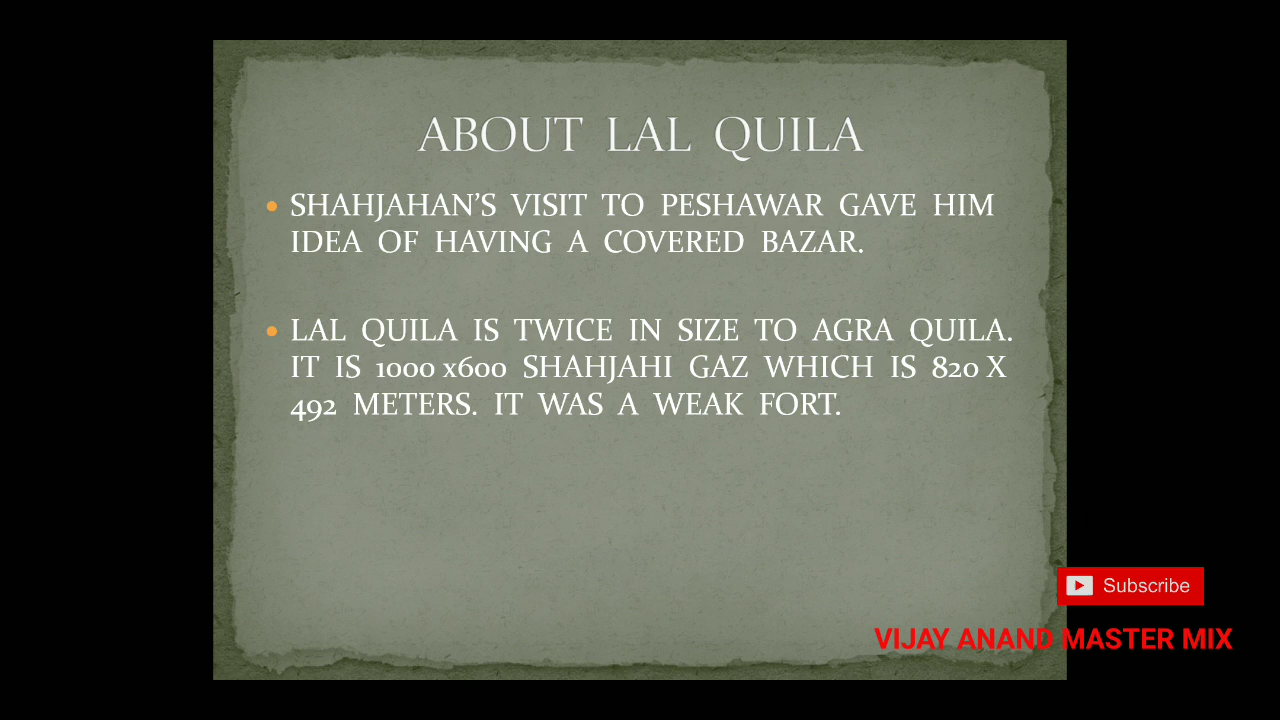 ABOUT LAL QUILA
SHAHJAHAN'S VISIT TO PESHAWAR GAVE HIM
IDEA OF HAVING A COVERED BAZAR.
LAL QUILA IS TWICE IN SIZE TO AGRA QUILA.
IT IS 1000 x600 SHAHJAHI GAZ WHICH IS 820 X
492 METERS. IT WAS A WEAK FORT.
Subscribe
VIJAY ANAND MASTER MIX